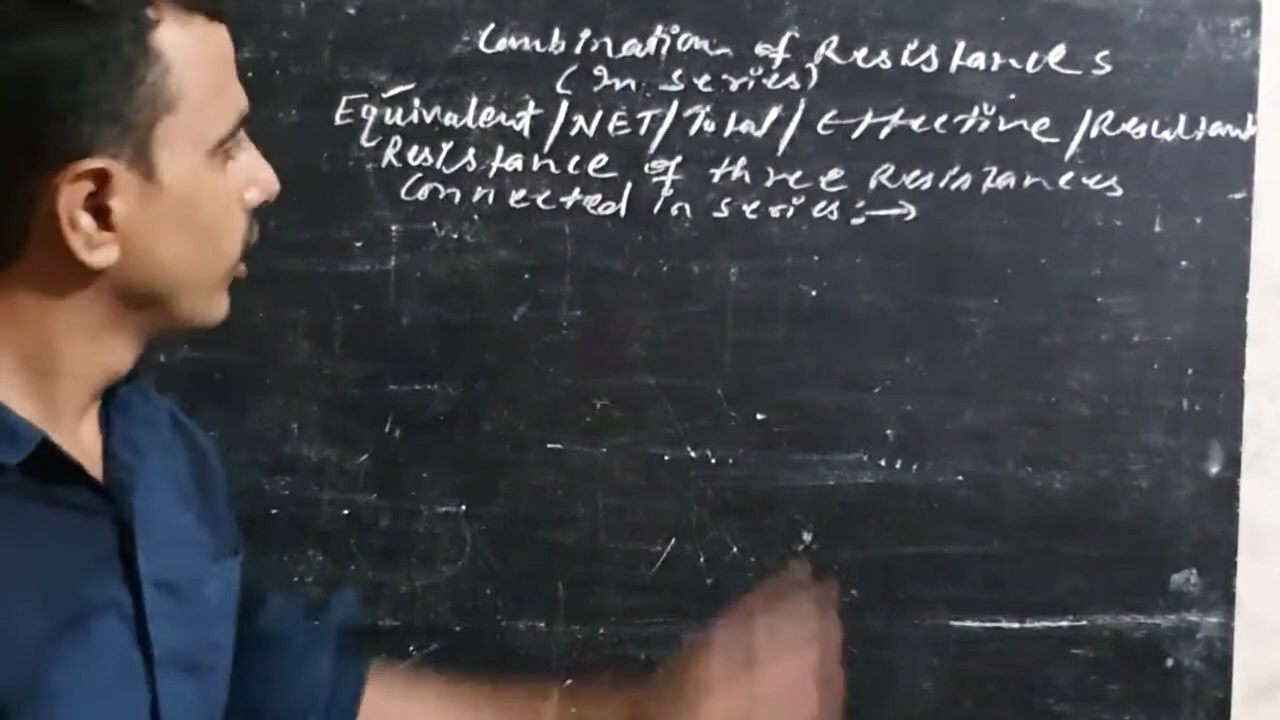 Combination of Resistances
(In series)
Equivalent/NET/Total/Effective/Resultant
Resistance of three Resistances
connected in series:→